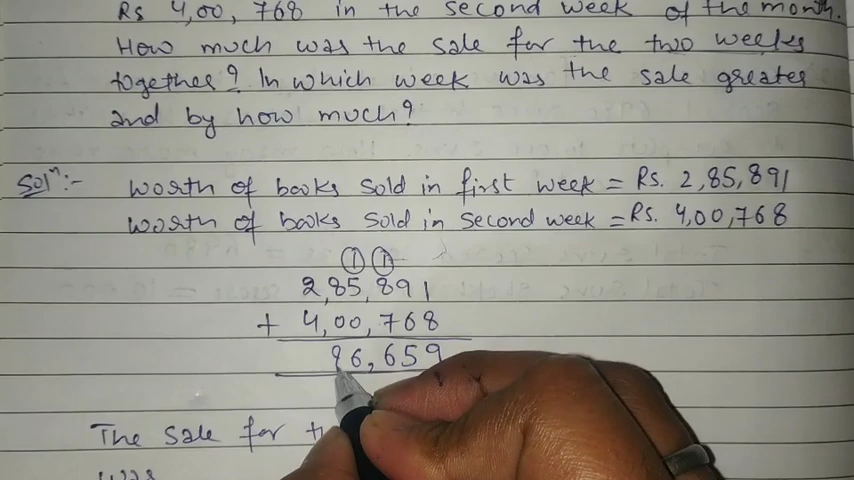 Rs 4,00,768 in the second week of the month.
How much was the sale for the two weeks
together? In which week was the sale greater
and by how much?
Solⁿ:- Worth of books sold in first week = Rs. 2,85,891
Worth of books sold in second week = Rs. 4,00,768
1 1
2,85,891
+ 4,00,768
86,659
The sale for
was